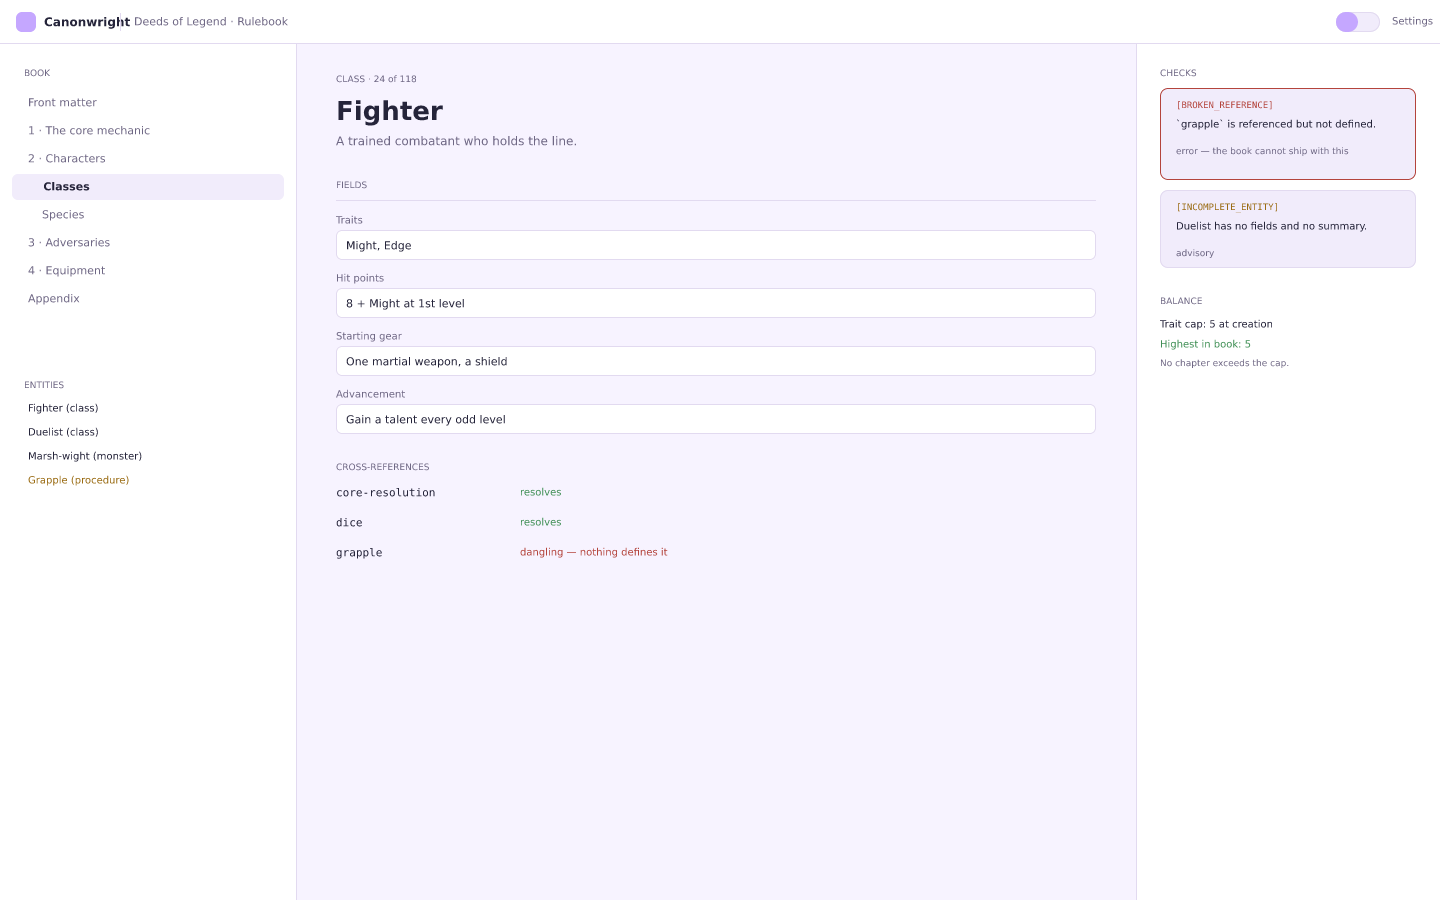 Canonwright Deeds of Legend · Rulebook
Settings
BOOK
Front matter
1 · The core mechanic
2 · Characters
Classes
Species
3 · Adversaries
4 · Equipment
Appendix
ENTITIES
Fighter (class)
Duelist (class)
Marsh-wight (monster)
Grapple (procedure)
CLASS · 24 of 118
Fighter
A trained combatant who holds the line.
FIELDS
Traits
Might, Edge
Hit points
8 + Might at 1st level
Starting gear
One martial weapon, a shield
Advancement
Gain a talent every odd level
CROSS-REFERENCES
core-resolution resolves
dice resolves
grapple dangling — nothing defines it
CHECKS
[BROKEN_REFERENCE]
`grapple` is referenced but not defined.
error — the book cannot ship with this
[INCOMPLETE_ENTITY]
Duelist has no fields and no summary.
advisory
BALANCE
Trait cap: 5 at creation
Highest in book: 5
No chapter exceeds the cap.